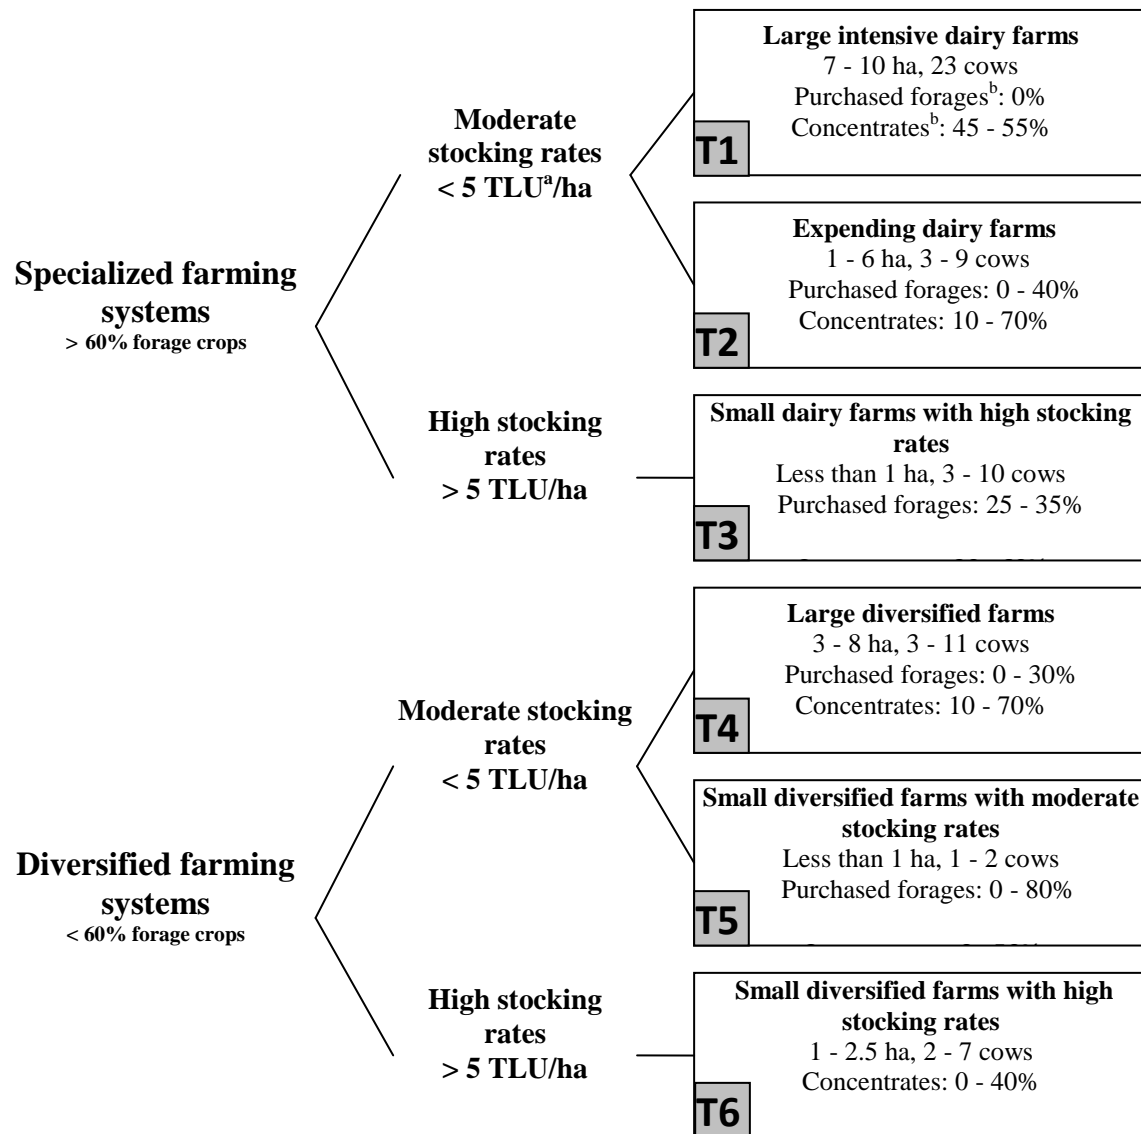 Large intensive dairy farms
7 - 10 ha, 23 cows
Purchased foragesᵇ: 0%
Concentratesᵇ: 45 - 55%
T1
Moderate
stocking rates
< 5 TLUᵃ/ha
Expending dairy farms
1 - 6 ha, 3 - 9 cows
Purchased forages: 0 - 40%
Concentrates: 10 - 70%
T2
Specialized farming
systems
> 60% forage crops
High stocking
rates
> 5 TLU/ha
Small dairy farms with high stocking
rates
Less than 1 ha, 3 - 10 cows
Purchased forages: 25 - 35%
T3
Large diversified farms
3 - 8 ha, 3 - 11 cows
Purchased forages: 0 - 30%
Concentrates: 10 - 70%
T4
Moderate stocking
rates
< 5 TLU/ha
Small diversified farms with moderate
stocking rates
Less than 1 ha, 1 - 2 cows
Purchased forages: 0 - 80%
T5
Diversified farming
systems
< 60% forage crops
High stocking
rates
> 5 TLU/ha
Small diversified farms with high
stocking rates
1 - 2.5 ha, 2 - 7 cows
Concentrates: 0 - 40%
T6